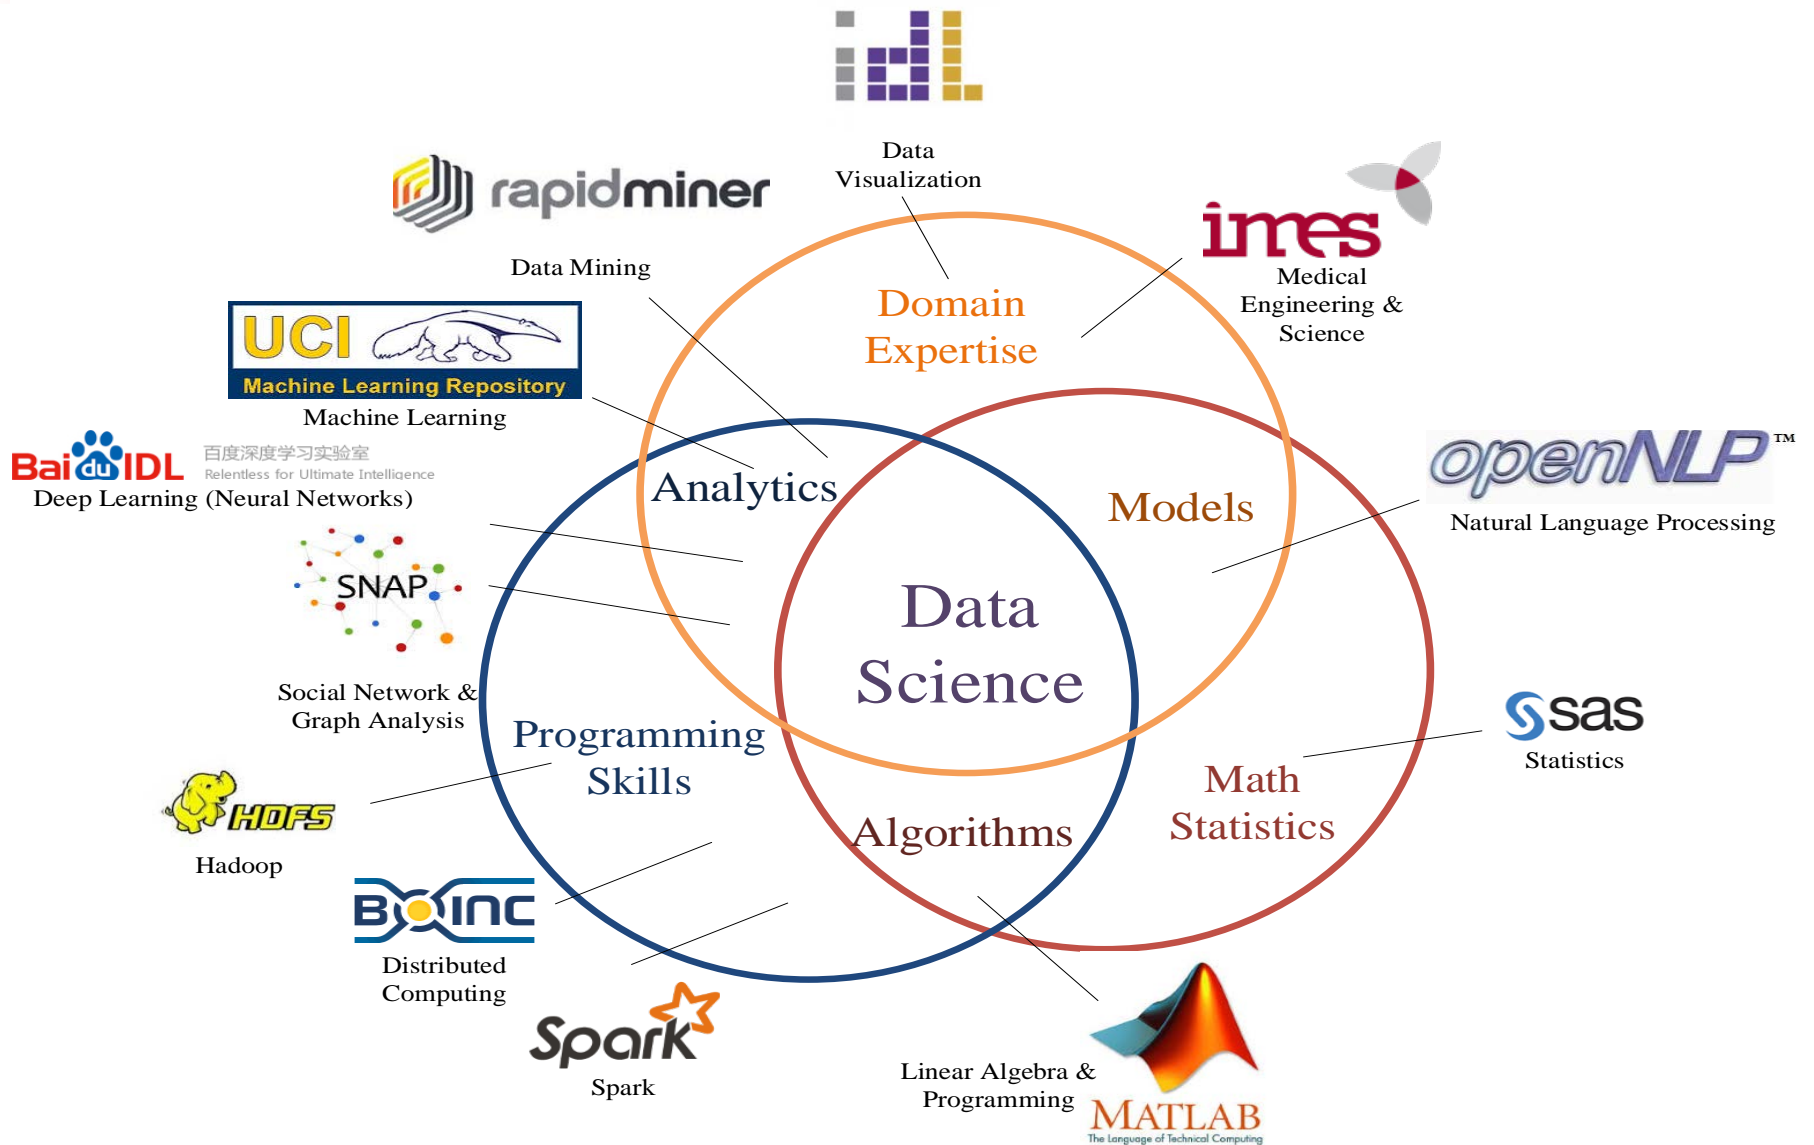 idL
Data
Visualization
rapidminer
imes
Medical
Engineering &
Science
Data Mining
Domain
Expertise
UCI
Machine Learning Repository
Machine Learning
Baidu IDL
百度深度学习实验室
Relentless for Ultimate Intelligence
Deep Learning (Neural Networks)
openNLP™
Natural Language Processing
Analytics
Models
SNAP
Data
Science
Social Network &
Graph Analysis
Programming
Skills
sas
Statistics
Math
Statistics
HDFS
Hadoop
Algorithms
BOINC
Distributed
Computing
Spark
Spark
Linear Algebra &
Programming
MATLAB
The Language of Technical Computing